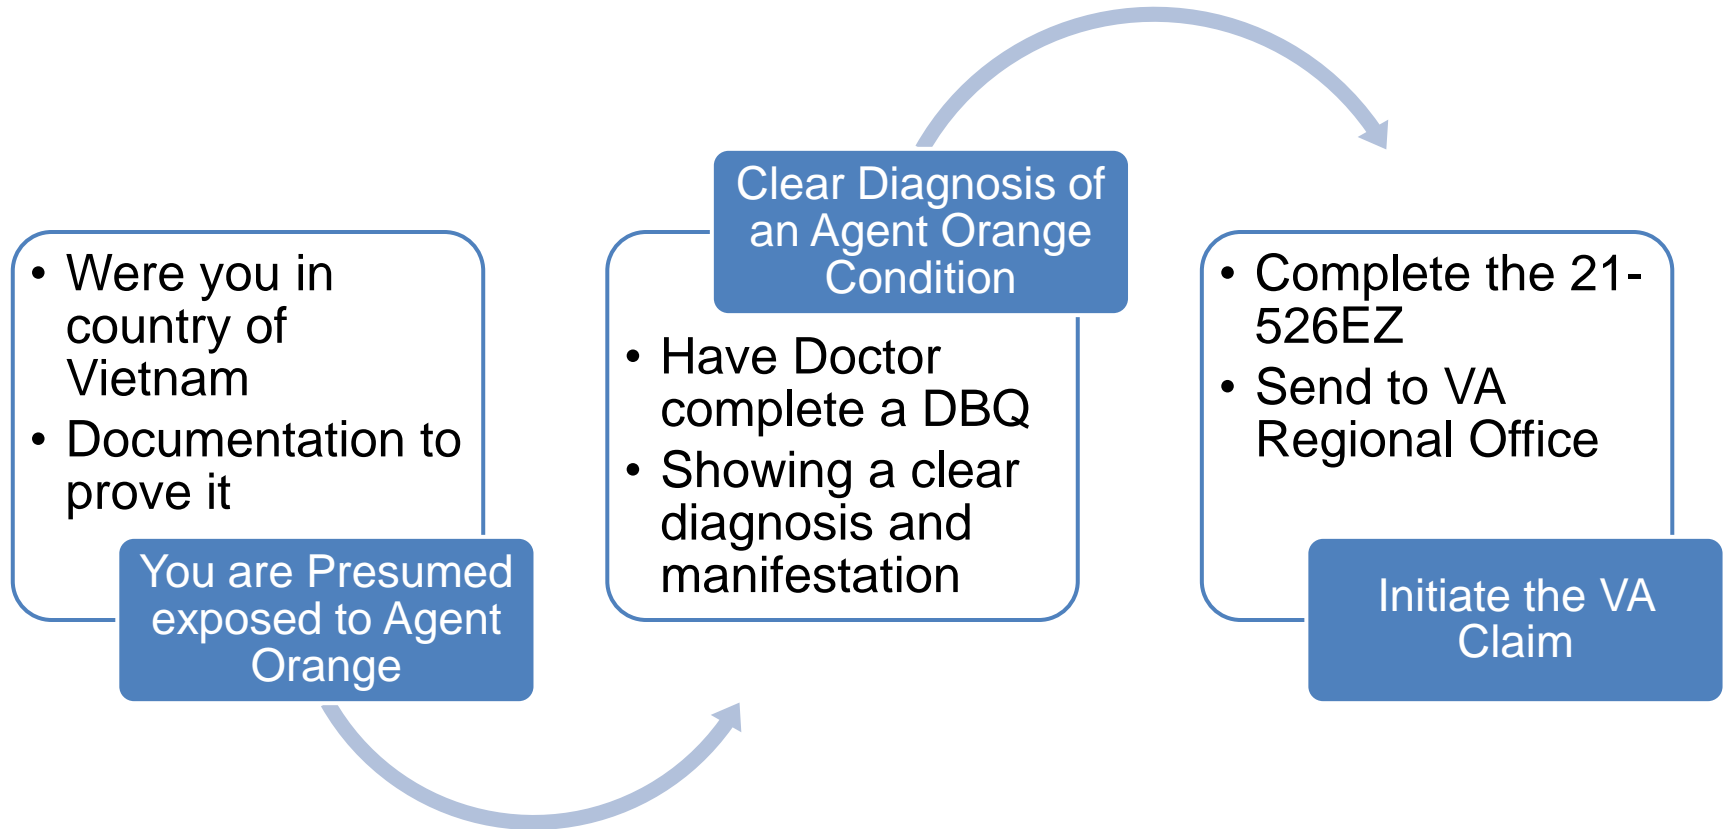 • Were you in
country of
Vietnam
• Documentation to
prove it
You are Presumed
exposed to Agent
Orange
Clear Diagnosis of
an Agent Orange
Condition
• Have Doctor
complete a DBQ
• Showing a clear
diagnosis and
manifestation
• Complete the 21-
526EZ
• Send to VA
Regional Office
Initiate the VA
Claim